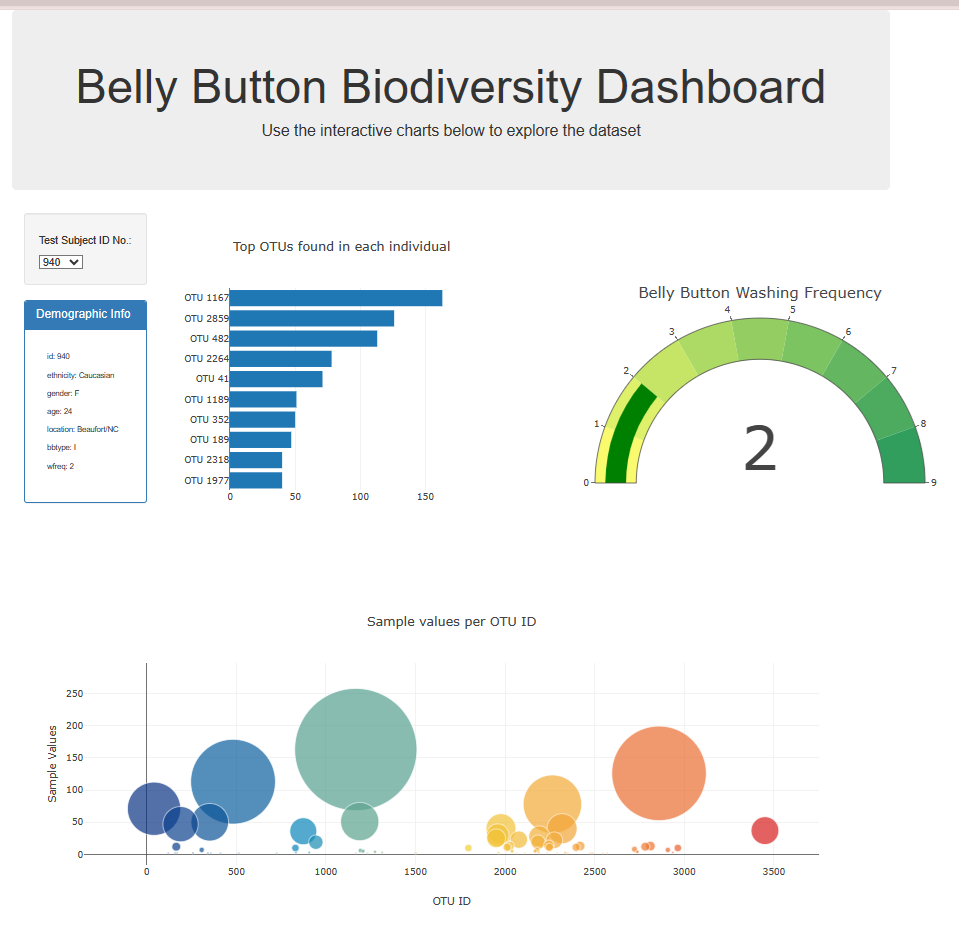 Belly Button Biodiversity Dashboard
Use the interactive charts below to explore the dataset
Test Subject ID No.:
940
Demographic Info
id: 940
ethnicity: Caucasian
gender: F
age: 24
location: Beaufort/NC
bbtype: I
wfreq: 2
Top OTUs found in each individual
OTU 1167
OTU 2859
OTU 482
OTU 2264
OTU 41
OTU 1189
OTU 352
OTU 189
OTU 2318
OTU 1977
0 50 100 150
Belly Button Washing Frequency
0
1
2
3
4
5
6
7
8
9
2
Sample values per OTU ID
Sample Values
250
200
150
100
50
0
0 500 1000 1500 2000 2500 3000 3500
OTU ID